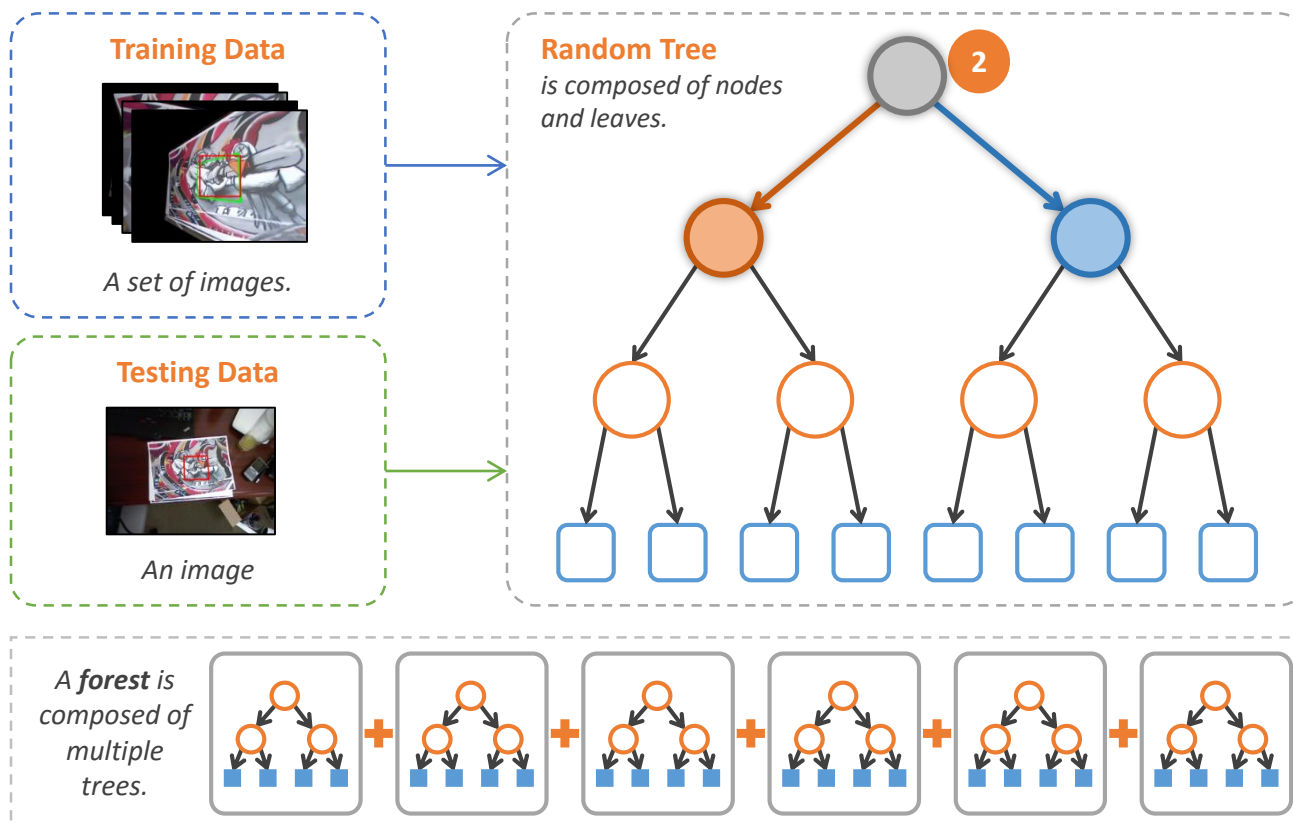 Training Data
A set of images.
Testing Data
An image
Random Tree
is composed of nodes
and leaves.
2
A forest is
composed of
multiple
trees.